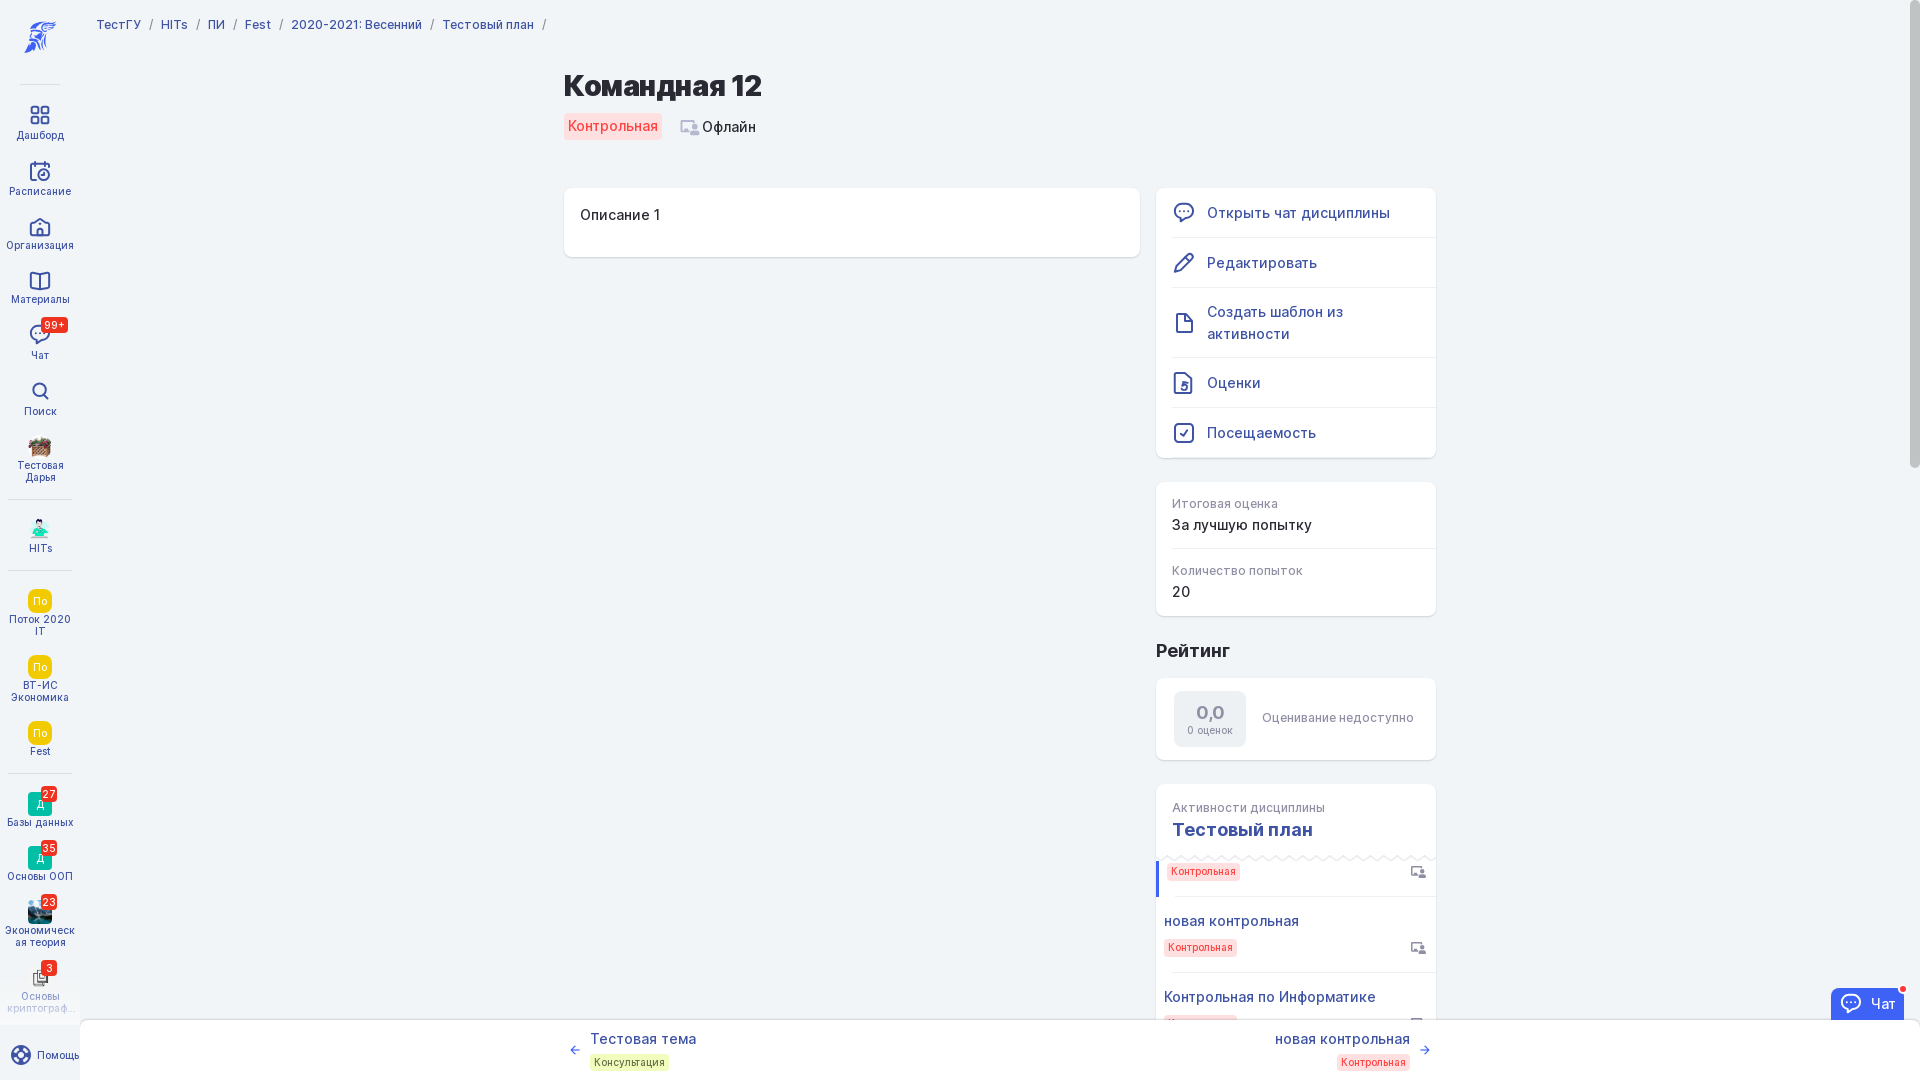 ТестГУ / HITs / ПИ / Fest / 2020-2021: Весенний / Тестовый план /
Дашборд
Расписание
Организация
Материалы
99+
Чат
Поиск
Тестовая
Дарья
HITs
По
Поток 2020
IT
По
ВТ-ИС
Экономика
По
Fest
27
Д
Базы данных
35
Д
Основы ООП
23
Экономическ
ая теория
3
Основы
криптограф...
Помощь
Командная 12
Контрольная
Офлайн
Описание 1
Открыть чат дисциплины
Редактировать
Создать шаблон из
активности
Оценки
Посещаемость
Итоговая оценка
За лучшую попытку
Количество попыток
20
Рейтинг
0,0
0 оценок
Оценивание недоступно
Активности дисциплины
Тестовый план
Контрольная
новая контрольная
Контрольная
Контрольная по Информатике
Чат
Тестовая тема
Консультация
новая контрольная
Контрольная